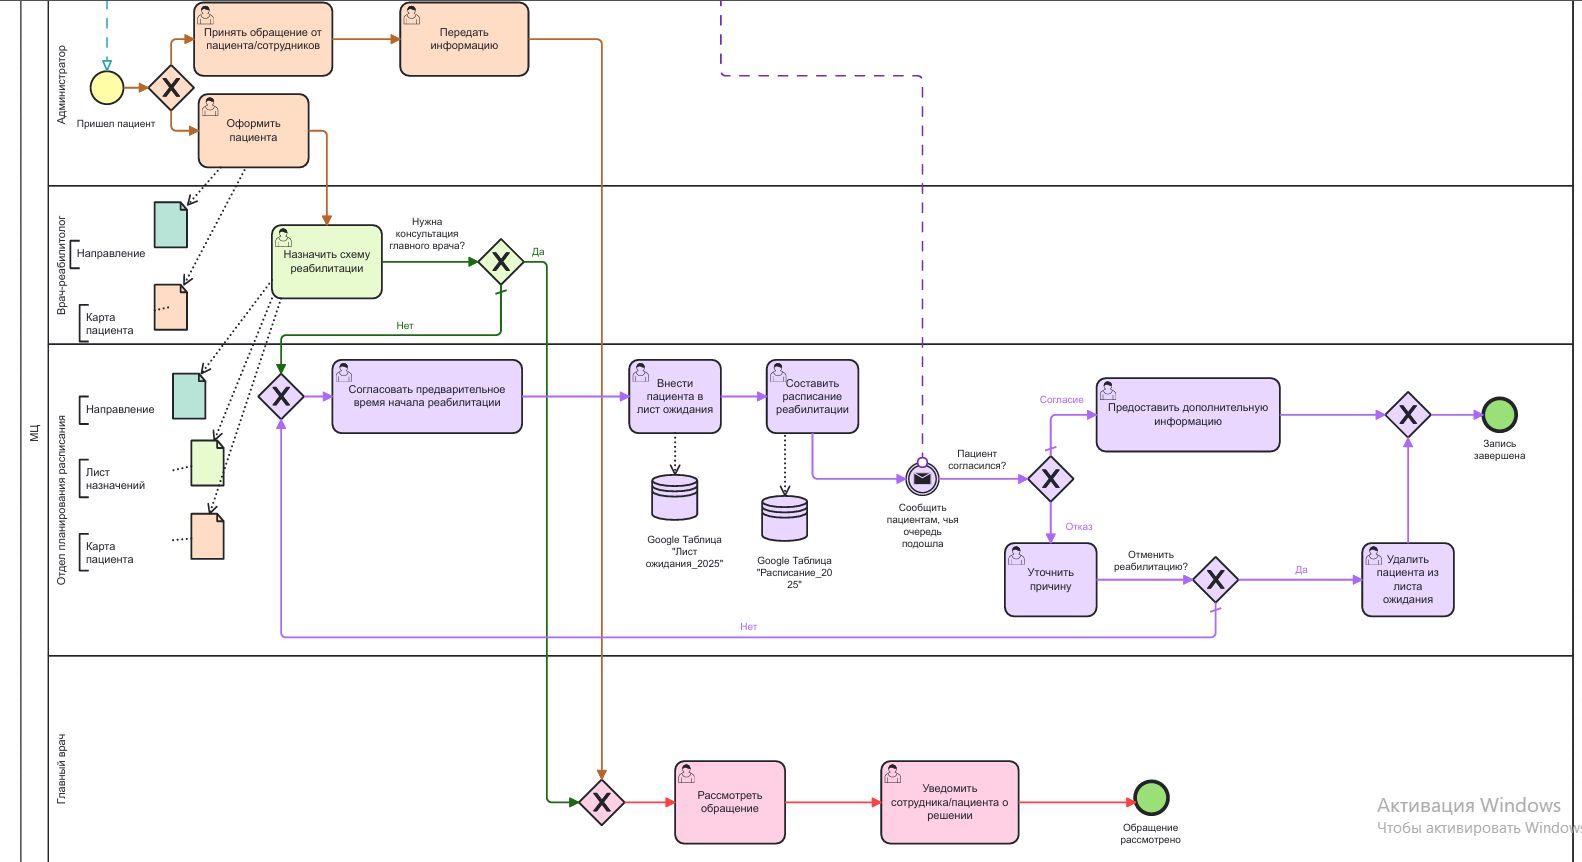 МЦ
Администратор
Принять обращение от
пациента/сотрудников
Передать
информацию
Пришел пациент
Оформить
пациента
Врач-реабилитолог
Направление
Карта
пациента
Назначить схему
реабилитации
Нужна
консультация
главного врача?
Да
Нет
Отдел планирования расписания
Направление
Лист
назначений
Карта
пациента
Согласовать предварительное
время начала реабилитации
Внести
пациента в
лист ожидания
Составить
расписание
реабилитации
Google Таблица
"Лист
ожидания_2025"
Google Таблица
"Расписание_20
25"
Сообщить
пациентам, чья
очередь
подошла
Пациент
согласился?
Согласие
Отказ
Предоставить дополнительную
информацию
Запись
завершена
Уточнить
причину
Отменить
реабилитацию?
Да
Удалить
пациента из
листа
ожидания
Нет
Главный врач
Рассмотреть
обращение
Уведомить
сотрудника/пациента о
решении
Обращение
рассмотрено
Активация Windows
Чтобы активировать Windows